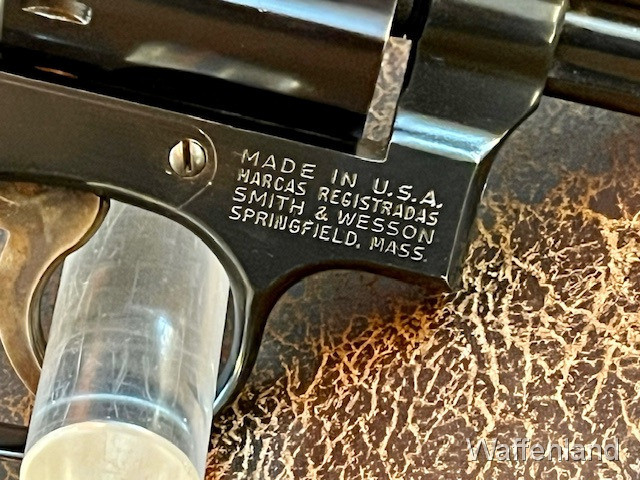 MADE IN U.S.A.
MARCAS REGISTRADAS
SMITH & WESSON
SPRINGFIELD, MASS.
Waffenland